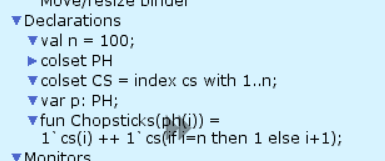 Move/resize binder
Declarations
val n = 100;
colset PH
colset CS = index cs with 1..n;
var p: PH;
fun Chopsticks(ph(i)) =
1`cs(i) ++ 1`cs(if i=n then 1 else i+1);
Monitors